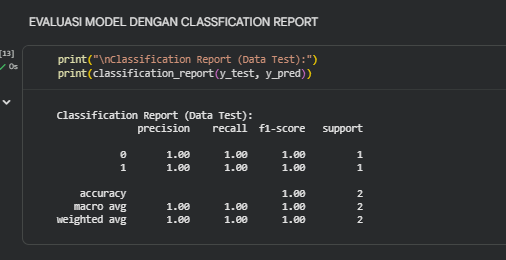 EVALUASI MODEL DENGAN CLASSFICATION REPORT
[13]
0s
print("\nClassification Report (Data Test):")
print(classification_report(y_test, y_pred))
Classification Report (Data Test):
precision recall f1-score support
0 1.00 1.00 1.00 1
1 1.00 1.00 1.00 1
accuracy 1.00 2
macro avg 1.00 1.00 1.00 2
weighted avg 1.00 1.00 1.00 2